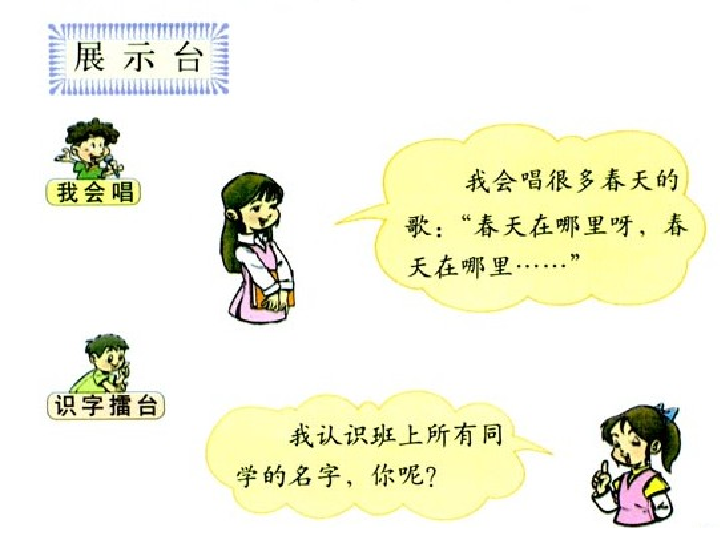 展示台
我会唱
我会唱很多春天的
歌：“春天在哪里呀，春
天在哪里……”
识字擂台
我认识班上所有同
学的名字，你呢？